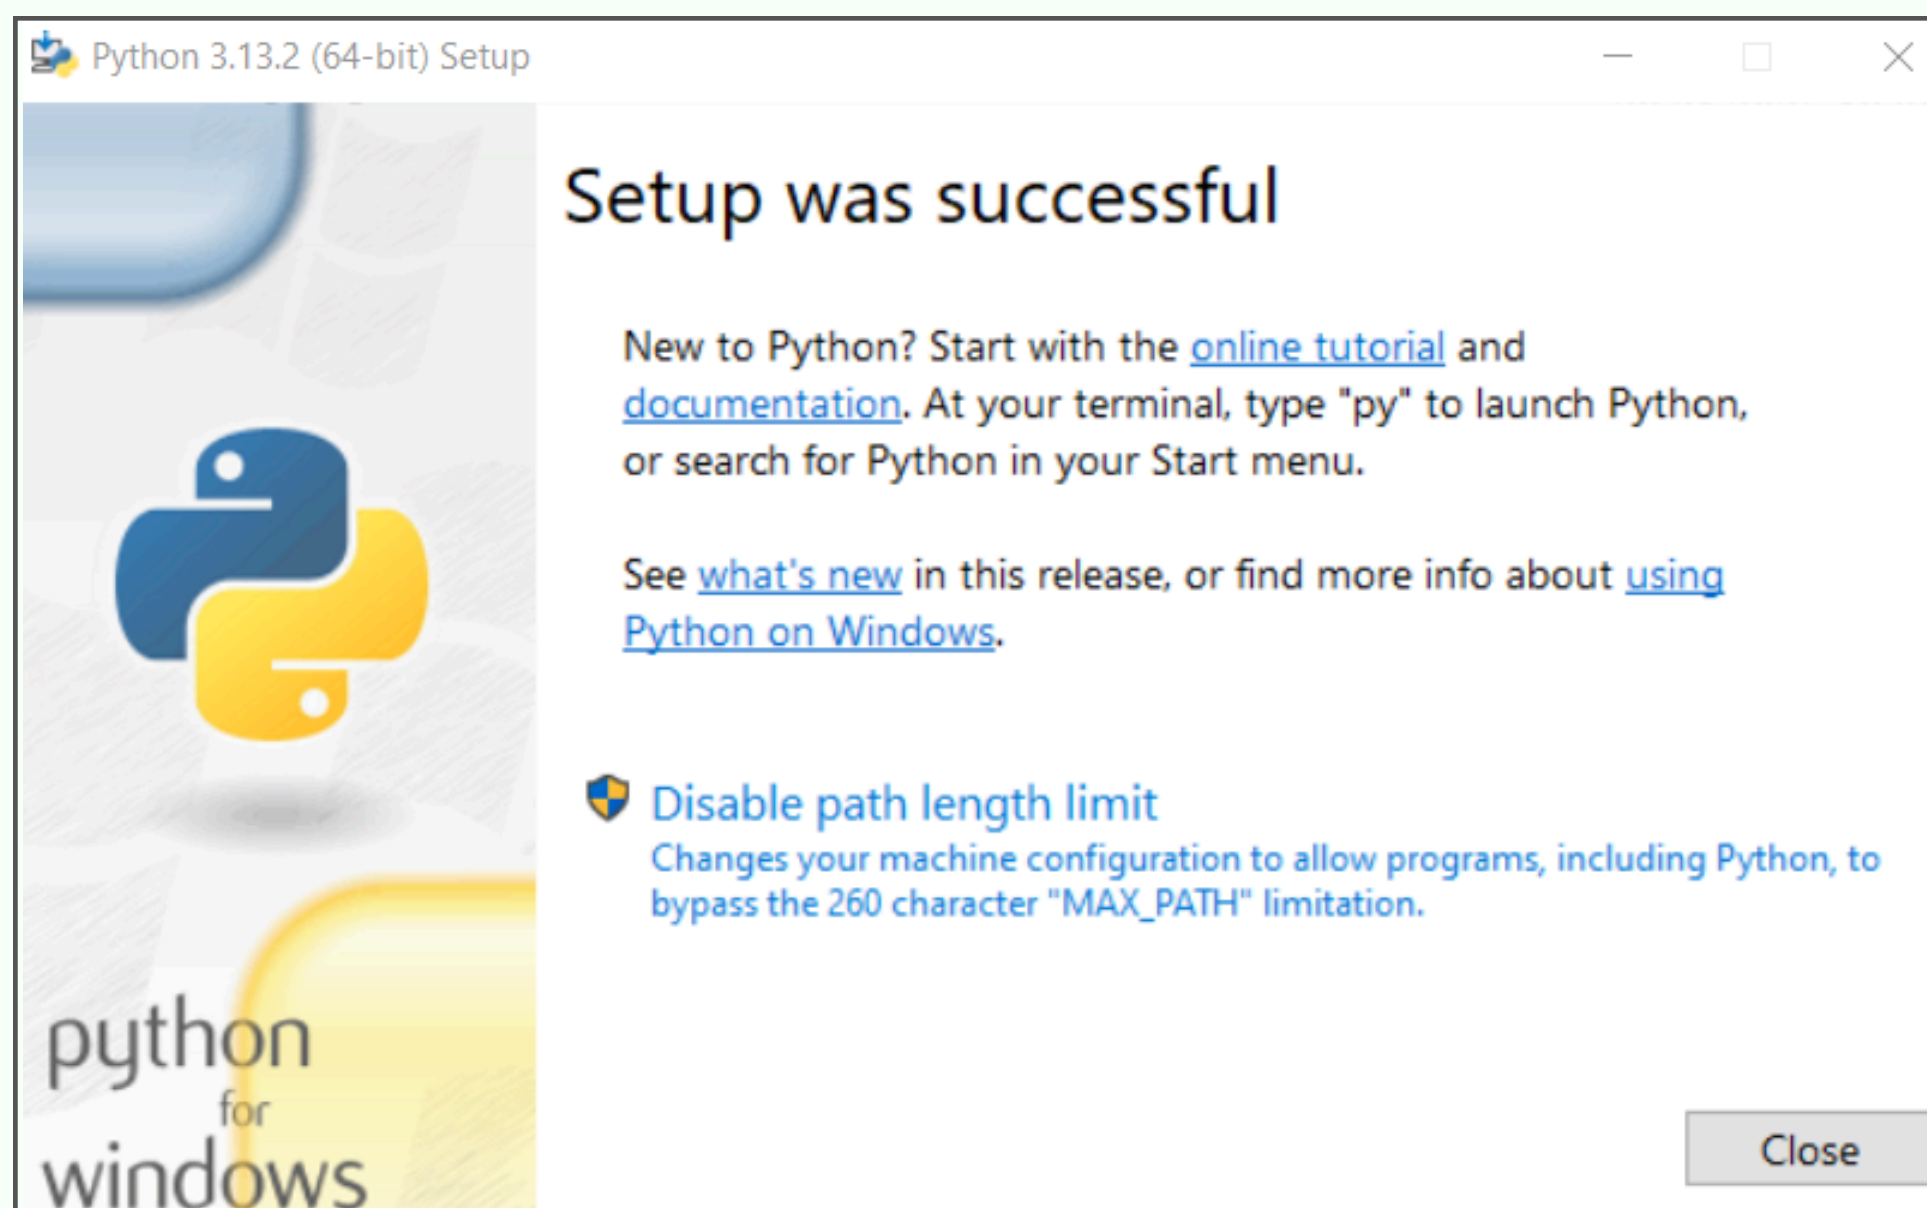 Python 3.13.2 (64-bit) Setup
Setup was successful
New to Python? Start with the online tutorial and
documentation. At your terminal, type "py" to launch Python,
or search for Python in your Start menu.
See what's new in this release, or find more info about using
Python on Windows.
Disable path length limit
Changes your machine configuration to allow programs, including Python, to
bypass the 260 character "MAX_PATH" limitation.
python
for
windows
Close